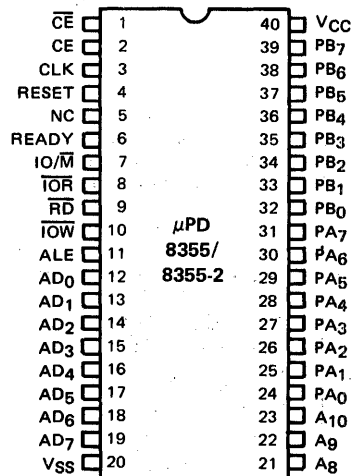 C̅E̅ 1 40 VCC
CE 2 39 PB7
CLK 3 38 PB6
RESET 4 37 PB5
NC 5 36 PB4
READY 6 35 PB3
IO/M̅ 7 34 PB2
I̅O̅R̅ 8 33 PB1
R̅D̅ 9 32 PB0
I̅O̅W̅ 10 μPD 31 PA7
ALE 11 8355/ 30 PA6
AD0 12 8355-2 29 PA5
AD1 13 28 PA4
AD2 14 27 PA3
AD3 15 26 PA2
AD4 16 25 PA1
AD5 17 24 PA0
AD6 18 23 A10
AD7 19 22 A9
VSS 20 21 A8